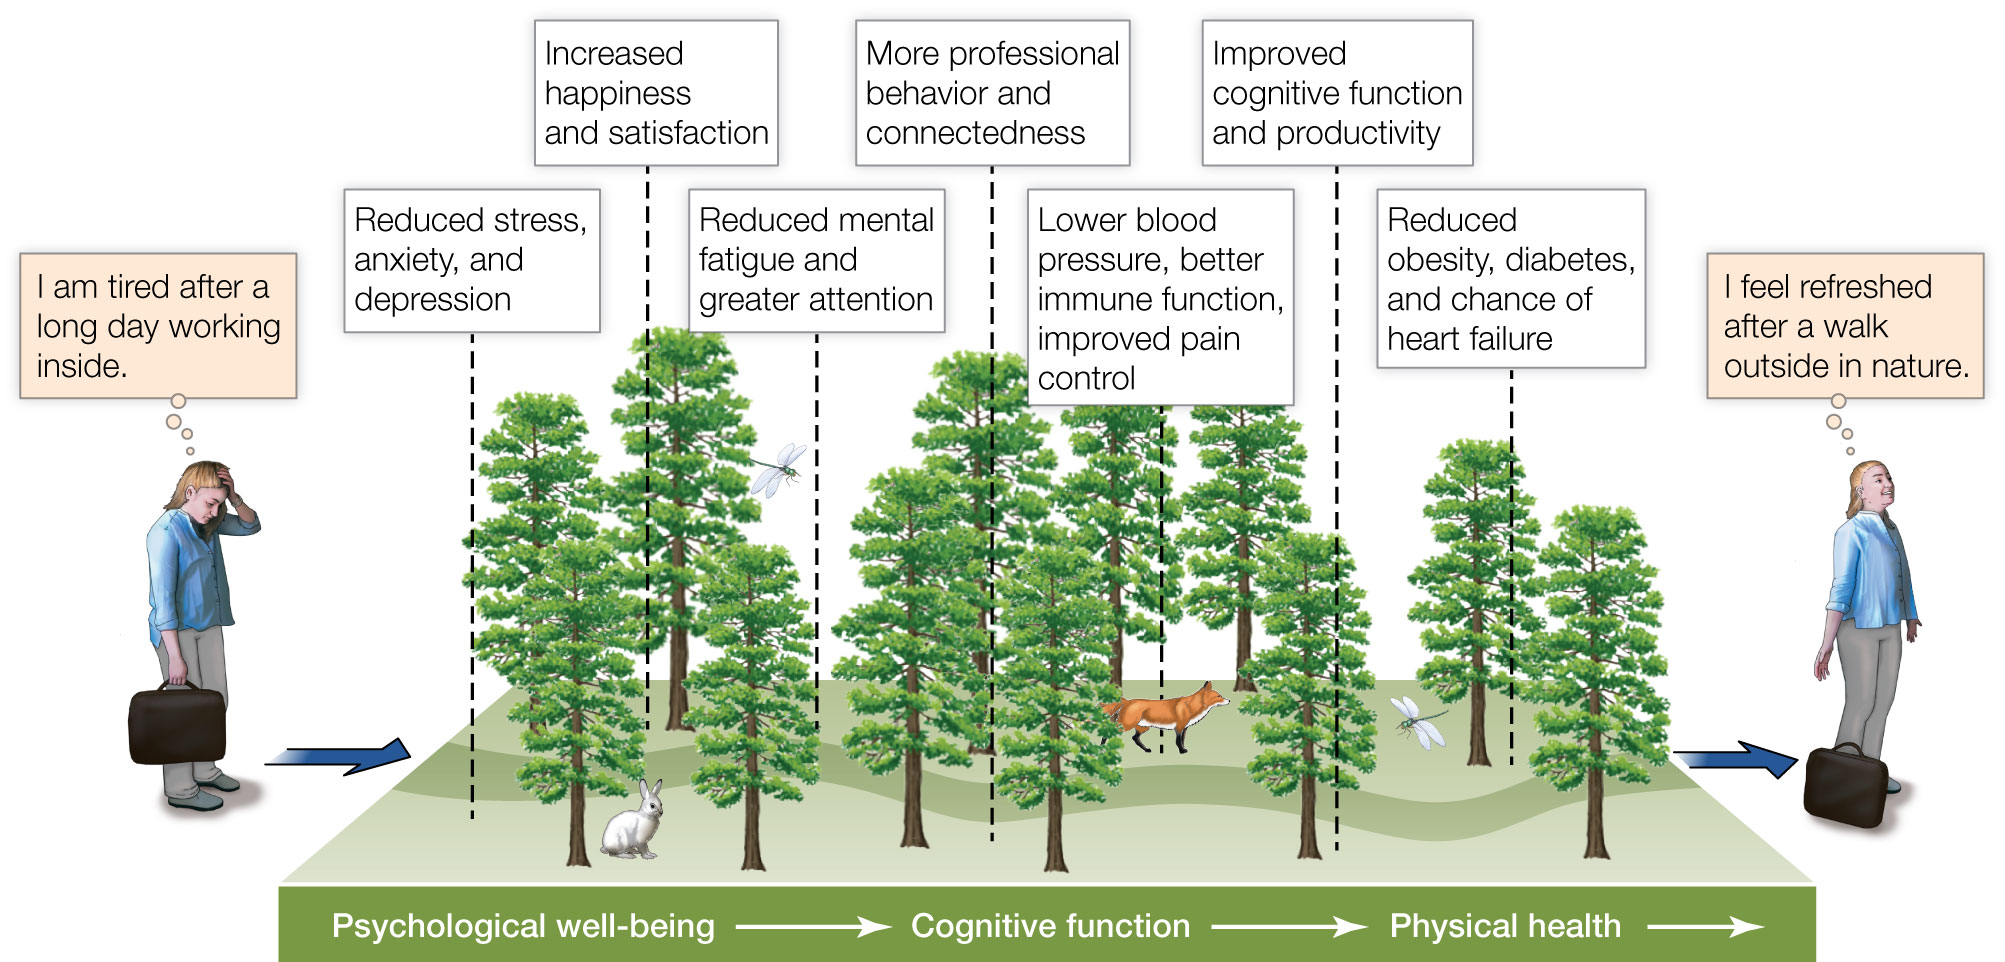 I am tired after a
long day working
inside.
Reduced stress,
anxiety, and
depression
Increased
happiness
and satisfaction
Reduced mental
fatigue and
greater attention
More professional
behavior and
connectedness
Lower blood
pressure, better
immune function,
improved pain
control
Improved
cognitive function
and productivity
Reduced
obesity, diabetes,
and chance of
heart failure
I feel refreshed
after a walk
outside in nature.
Psychological well-being
Cognitive function
Physical health